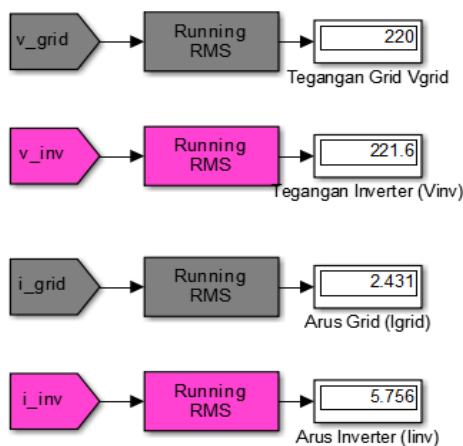 v_grid
Running
RMS
220
Tegangan Grid Vgrid
v_inv
Running
RMS
221.6
Tegangan Inverter (Vinv)
i_grid
Running
RMS
2.431
Arus Grid (Igrid)
i_inv
Running
RMS
5.756
Arus Inverter (Iinv)